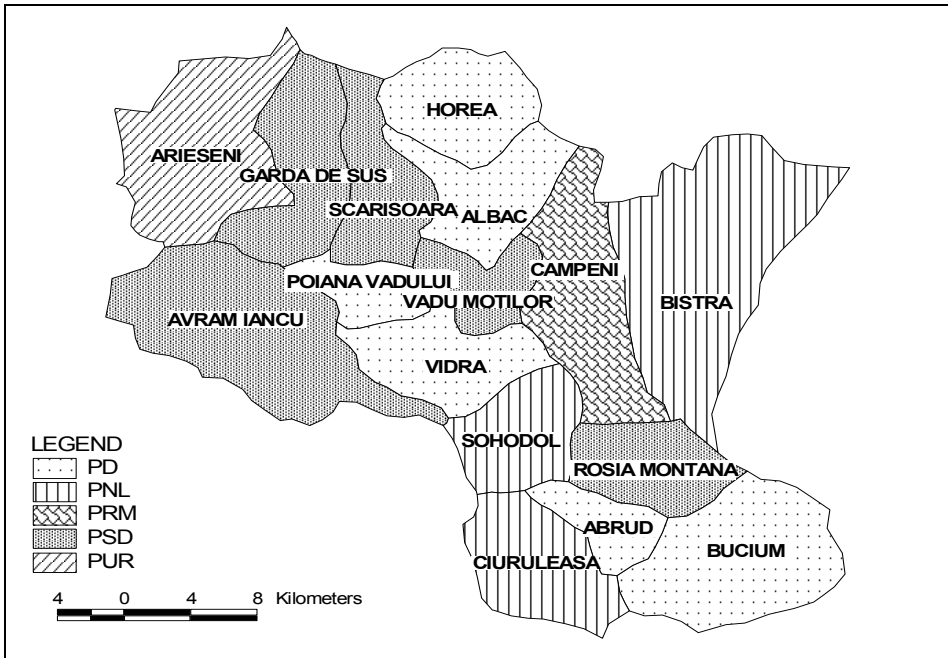 HOREA
ARIESENI
GARDA DE SUS
SCARISOARA
ALBAC
CAMPENI
POIANA VADULUI
VADU MOTILOR
BISTRA
AVRAM IANCU
VIDRA
SOHODOL
ROSIA MONTANA
ABRUD
BUCIUM
CIURULEASA
LEGEND
PD
PNL
PRM
PSD
PUR
4 0 4 8 Kilometers